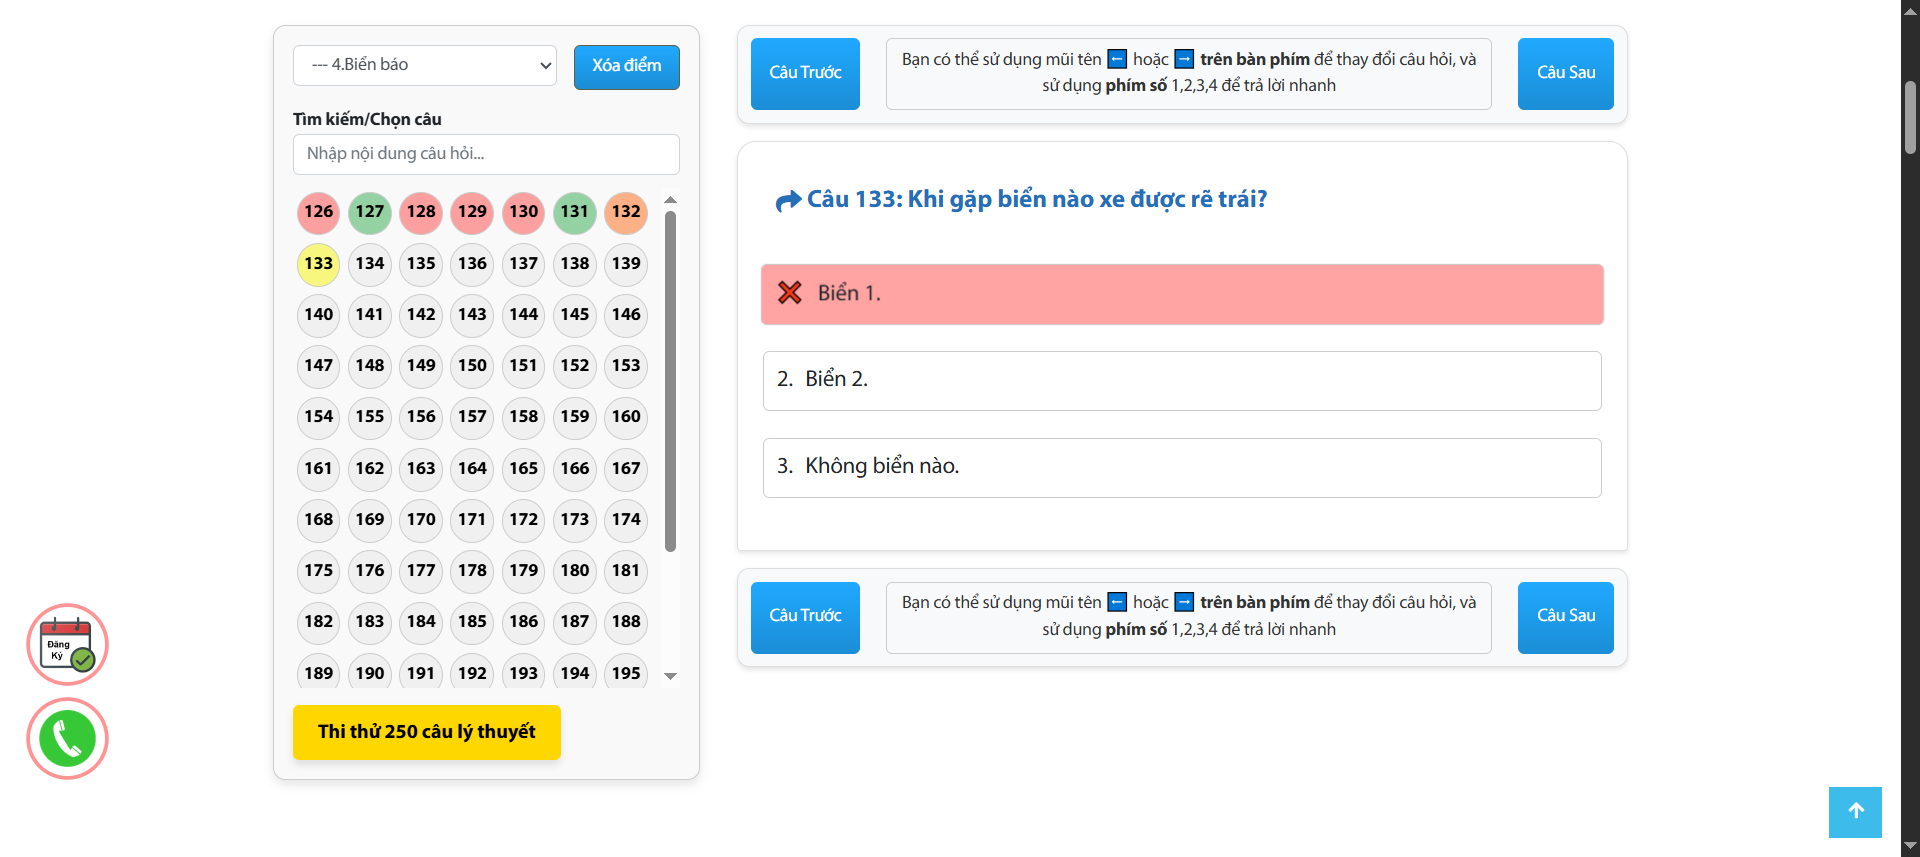 --- 4.Biển báo
Xóa điểm
Tìm kiếm/Chọn câu
Nhập nội dung câu hỏi...
126 127 128 129 130 131 132
133 134 135 136 137 138 139
140 141 142 143 144 145 146
147 148 149 150 151 152 153
154 155 156 157 158 159 160
161 162 163 164 165 166 167
168 169 170 171 172 173 174
175 176 177 178 179 180 181
182 183 184 185 186 187 188
189 190 191 192 193 194 195
Thi thử 250 câu lý thuyết
Đăng
Ký
Câu Trước
Bạn có thể sử dụng mũi tên ← hoặc → trên bàn phím để thay đổi câu hỏi, và
sử dụng phím số 1,2,3,4 để trả lời nhanh
Câu Sau
Câu 133: Khi gặp biển nào xe được rẽ trái?
Biển 1.
2. Biển 2.
3. Không biển nào.
Câu Trước
Bạn có thể sử dụng mũi tên ← hoặc → trên bàn phím để thay đổi câu hỏi, và
sử dụng phím số 1,2,3,4 để trả lời nhanh
Câu Sau